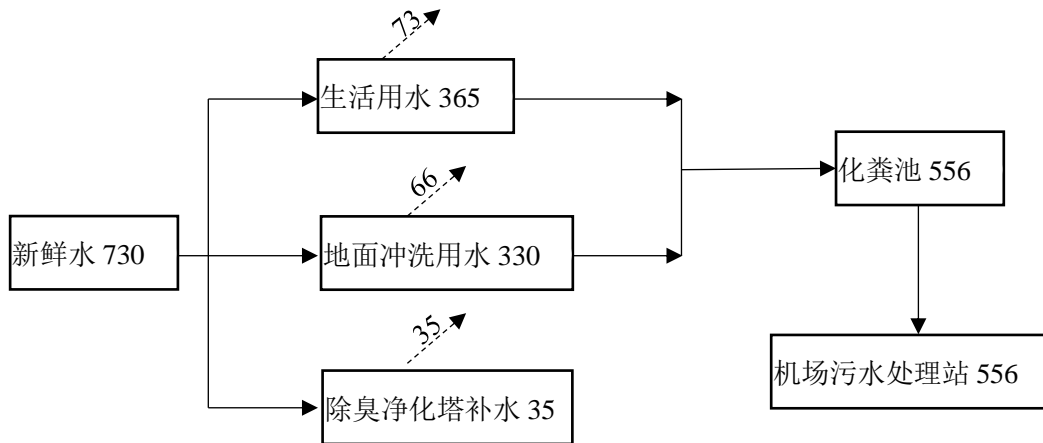 73
生活用水 365
化粪池 556
66
新鲜水 730
地面冲洗用水 330
35
机场污水处理站 556
除臭净化塔补水 35